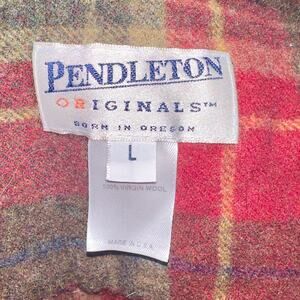 PENDLETON
ORIGINALS™
BORN IN OREGON
L
100% VIRGIN WOOL
MADE IN U.S.A.